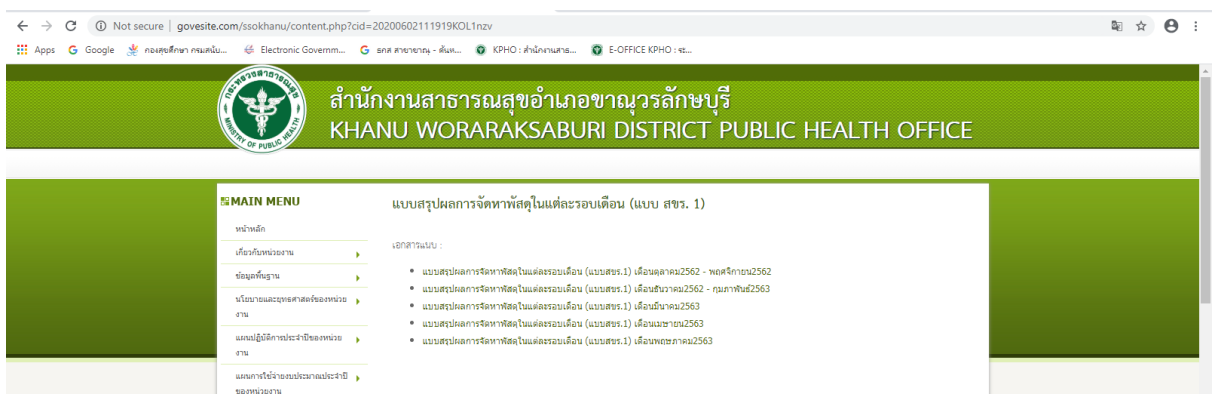 Not secure | govesite.com/ssokhanu/content.php?cid=20200602111919KOL1nzv
Apps Google กองสุขศึกษา กรมสนับ... Electronic Governm... ธกส สาขาขาณุ - ค้นห... KPHO : สำนักงานสาธ... E-OFFICE KPHO : ระ...
กระทรวงสาธารณสุข
MINISTRY OF PUBLIC HEALTH
สำนักงานสาธารณสุขอำเภอขาณุวรลักษบุรี
KHANU WORARAKSABURI DISTRICT PUBLIC HEALTH OFFICE
MAIN MENU
หน้าหลัก
เกี่ยวกับหน่วยงาน
ข้อมูลพื้นฐาน
นโยบายและยุทธศาสตร์ของหน่วย
งาน
แผนปฏิบัติการประจำปีของหน่วย
งาน
แผนการใช้จ่ายงบประมาณประจำปี
ของหน่วยงาน
แบบสรุปผลการจัดหาพัสดุในแต่ละรอบเดือน (แบบ สขร. 1)
เอกสารแนบ :
แบบสรุปผลการจัดหาพัสดุในแต่ละรอบเดือน (แบบสขร.1) เดือนตุลาคม2562 - พฤศจิกายน2562
แบบสรุปผลการจัดหาพัสดุในแต่ละรอบเดือน (แบบสขร.1) เดือนธันวาคม2562 - กุมภาพันธ์2563
แบบสรุปผลการจัดหาพัสดุในแต่ละรอบเดือน (แบบสขร.1) เดือนมีนาคม2563
แบบสรุปผลการจัดหาพัสดุในแต่ละรอบเดือน (แบบสขร.1) เดือนเมษายน2563
แบบสรุปผลการจัดหาพัสดุในแต่ละรอบเดือน (แบบสขร.1) เดือนพฤษภาคม2563